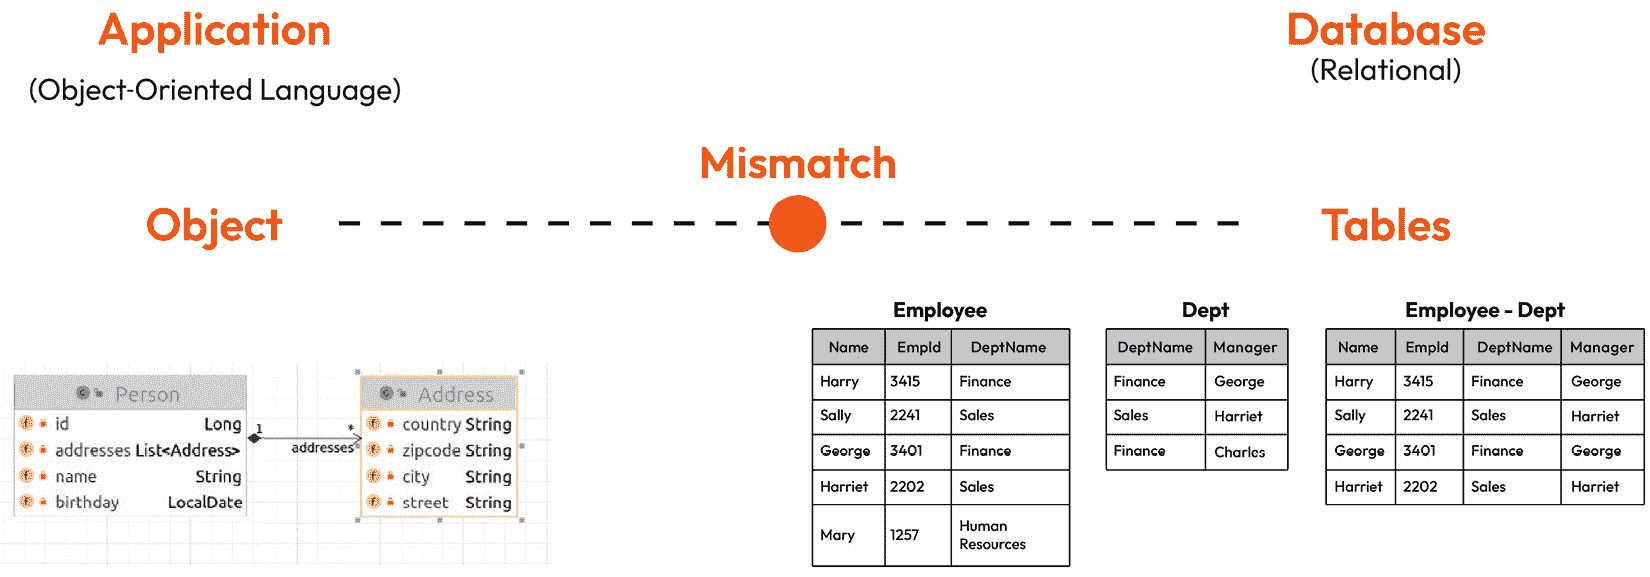 Application
(Object-Oriented Language)
Database
(Relational)
Mismatch
Object
Tables
Person
id Long
addresses List<Address>
name String
birthday LocalDate
1
*
addresses
Address
country String
zipcode String
city String
street String
Employee
Name EmpId DeptName
Harry 3415 Finance
Sally 2241 Sales
George 3401 Finance
Harriet 2202 Sales
Mary 1257 Human
Resources
Dept
DeptName Manager
Finance George
Sales Harriet
Finance Charles
Employee - Dept
Name EmpId DeptName Manager
Harry 3415 Finance George
Sally 2241 Sales Harriet
George 3401 Finance George
Harriet 2202 Sales Harriet